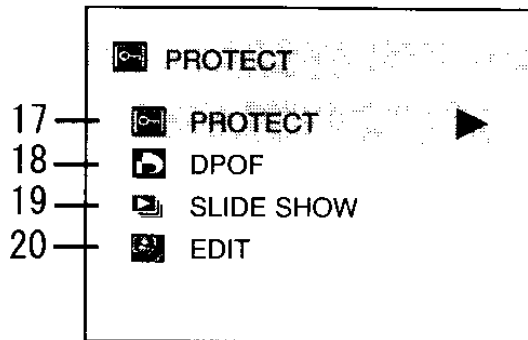 PROTECT
17 PROTECT
18 DPOF
19 SLIDE SHOW
20 EDIT